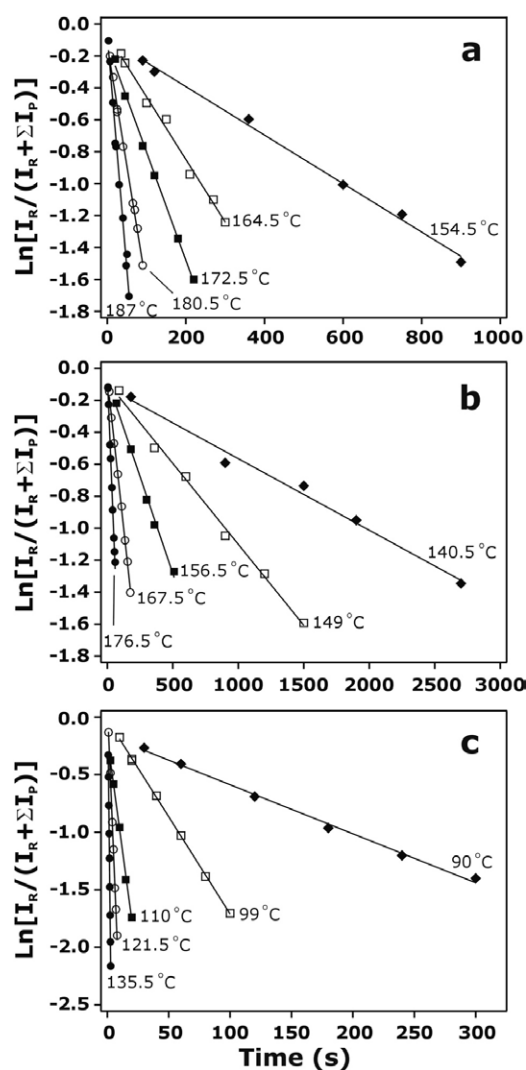 a
Ln[I_R/(I_R+ΣI_P)]
0.0
-0.2
-0.4
-0.6
-0.8
-1.0
-1.2
-1.4
-1.6
-1.8
154.5°C
164.5°C
172.5°C
180.5°C
187°C
0 200 400 600 800 1000
b
Ln[I_R/(I_R+ΣI_P)]
0.0
-0.2
-0.4
-0.6
-0.8
-1.0
-1.2
-1.4
-1.6
-1.8
140.5°C
156.5°C
167.5°C
149°C
176.5°C
0 500 1000 1500 2000 2500 3000
c
Ln[I_R/(I_R+ΣI_P)]
0.0
-0.5
-1.0
-1.5
-2.0
-2.5
90°C
110°C
99°C
121.5°C
135.5°C
0 50 100 150 200 250 300
Time (s)